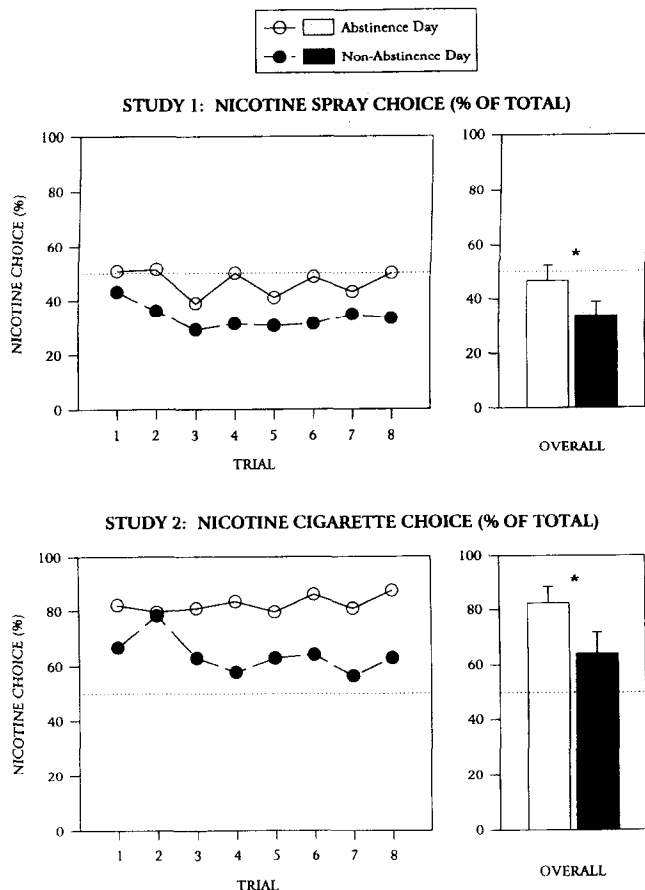 Abstinence Day
Non-Abstinence Day
STUDY 1: NICOTINE SPRAY CHOICE (% OF TOTAL)
NICOTINE CHOICE (%)
100
80
60
40
20
0
1 2 3 4 5 6 7 8
TRIAL
100
80
60
40
20
0
*
OVERALL
STUDY 2: NICOTINE CIGARETTE CHOICE (% OF TOTAL)
NICOTINE CHOICE (%)
100
80
60
40
20
0
1 2 3 4 5 6 7 8
TRIAL
100
80
60
40
20
0
*
OVERALL